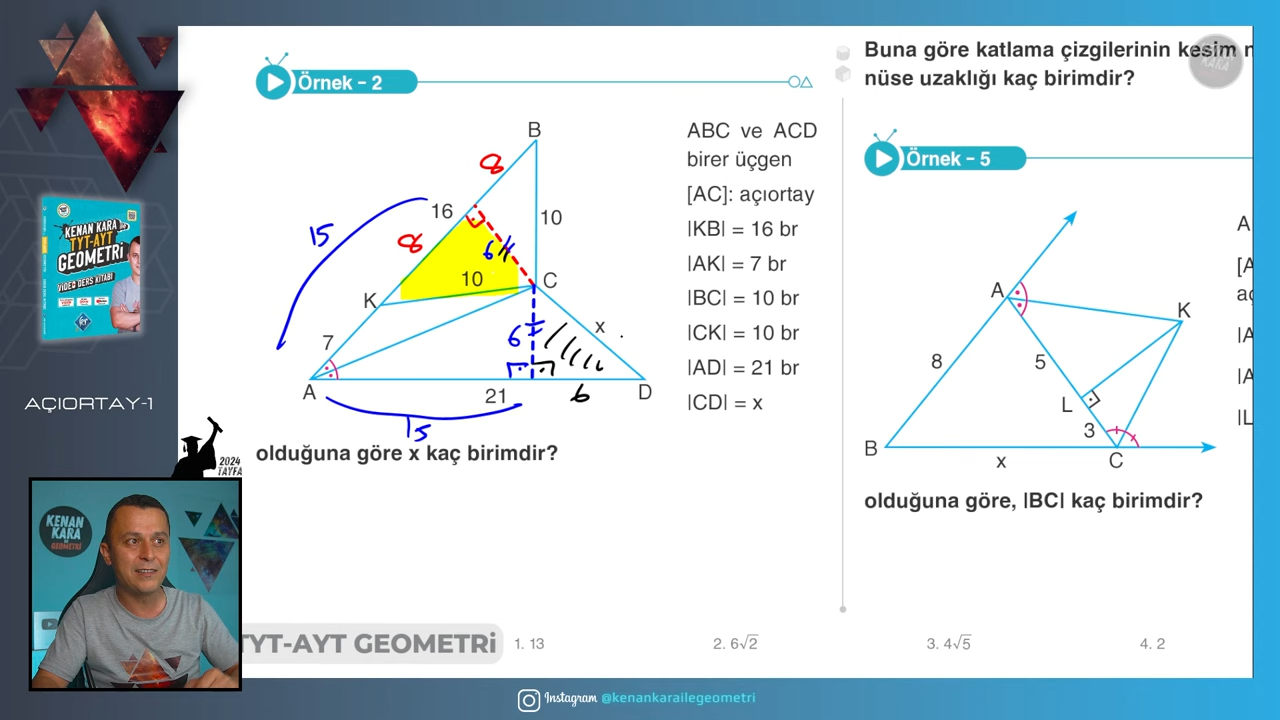 Örnek - 2
B
8
16
15
10
8
6
10
C
K
x
6
7
A
21
6
D
15
ABC ve ACD
birer üçgen
[AC]: açıortay
|KB| = 16 br
|AK| = 7 br
|BC| = 10 br
|CK| = 10 br
|AD| = 21 br
|CD| = x
olduğuna göre x kaç birimdir?
Buna göre katlama çizgilerinin kesim n
nüse uzaklığı kaç birimdir?
KARA
Örnek - 5
A
[A
aç
|A
|A
|L
A
K
8
5
L
3
B
x
C
olduğuna göre, |BC| kaç birimdir?
KENAN KARA
TYT-AYT
GEOMETRİ
VİDEO DERS KİTABI
AÇIORTAY-1
2024
TAYFA
KENAN
KARA
GEOMETRİ
TYT-AYT GEOMETRİ
1. 13
2. 6√2
3. 4√5
4. 2
Instagram @kenankarailegeometri